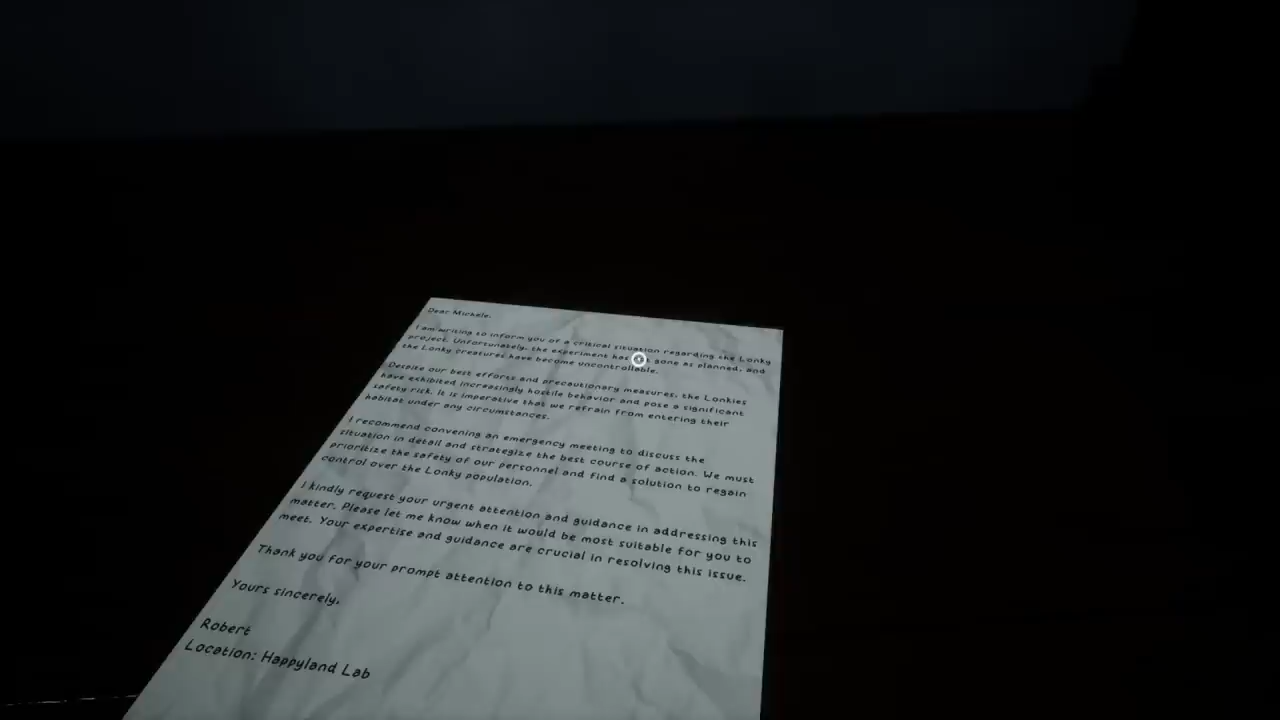 Dear Michele,
I am writing to inform you of a critical situation regarding the Lonky
project. Unfortunately, the experiment has not gone as planned, and
the Lonky creatures have become uncontrollable.
Despite our best efforts and precautionary measures, the Lonkies
have exhibited increasingly hostile behavior and pose a significant
safety risk. It is imperative that we refrain from entering their
habitat under any circumstances.
I recommend convening an emergency meeting to discuss the
situation in detail and strategize the best course of action. We must
prioritize the safety of our personnel and find a solution to regain
control over the Lonky population.
I kindly request your urgent attention and guidance in addressing this
matter. Please let me know when it would be most suitable for you to
meet. Your expertise and guidance are crucial in resolving this issue.
Thank you for your prompt attention to this matter.
Yours sincerely,
Robert
Location: Happyland Lab